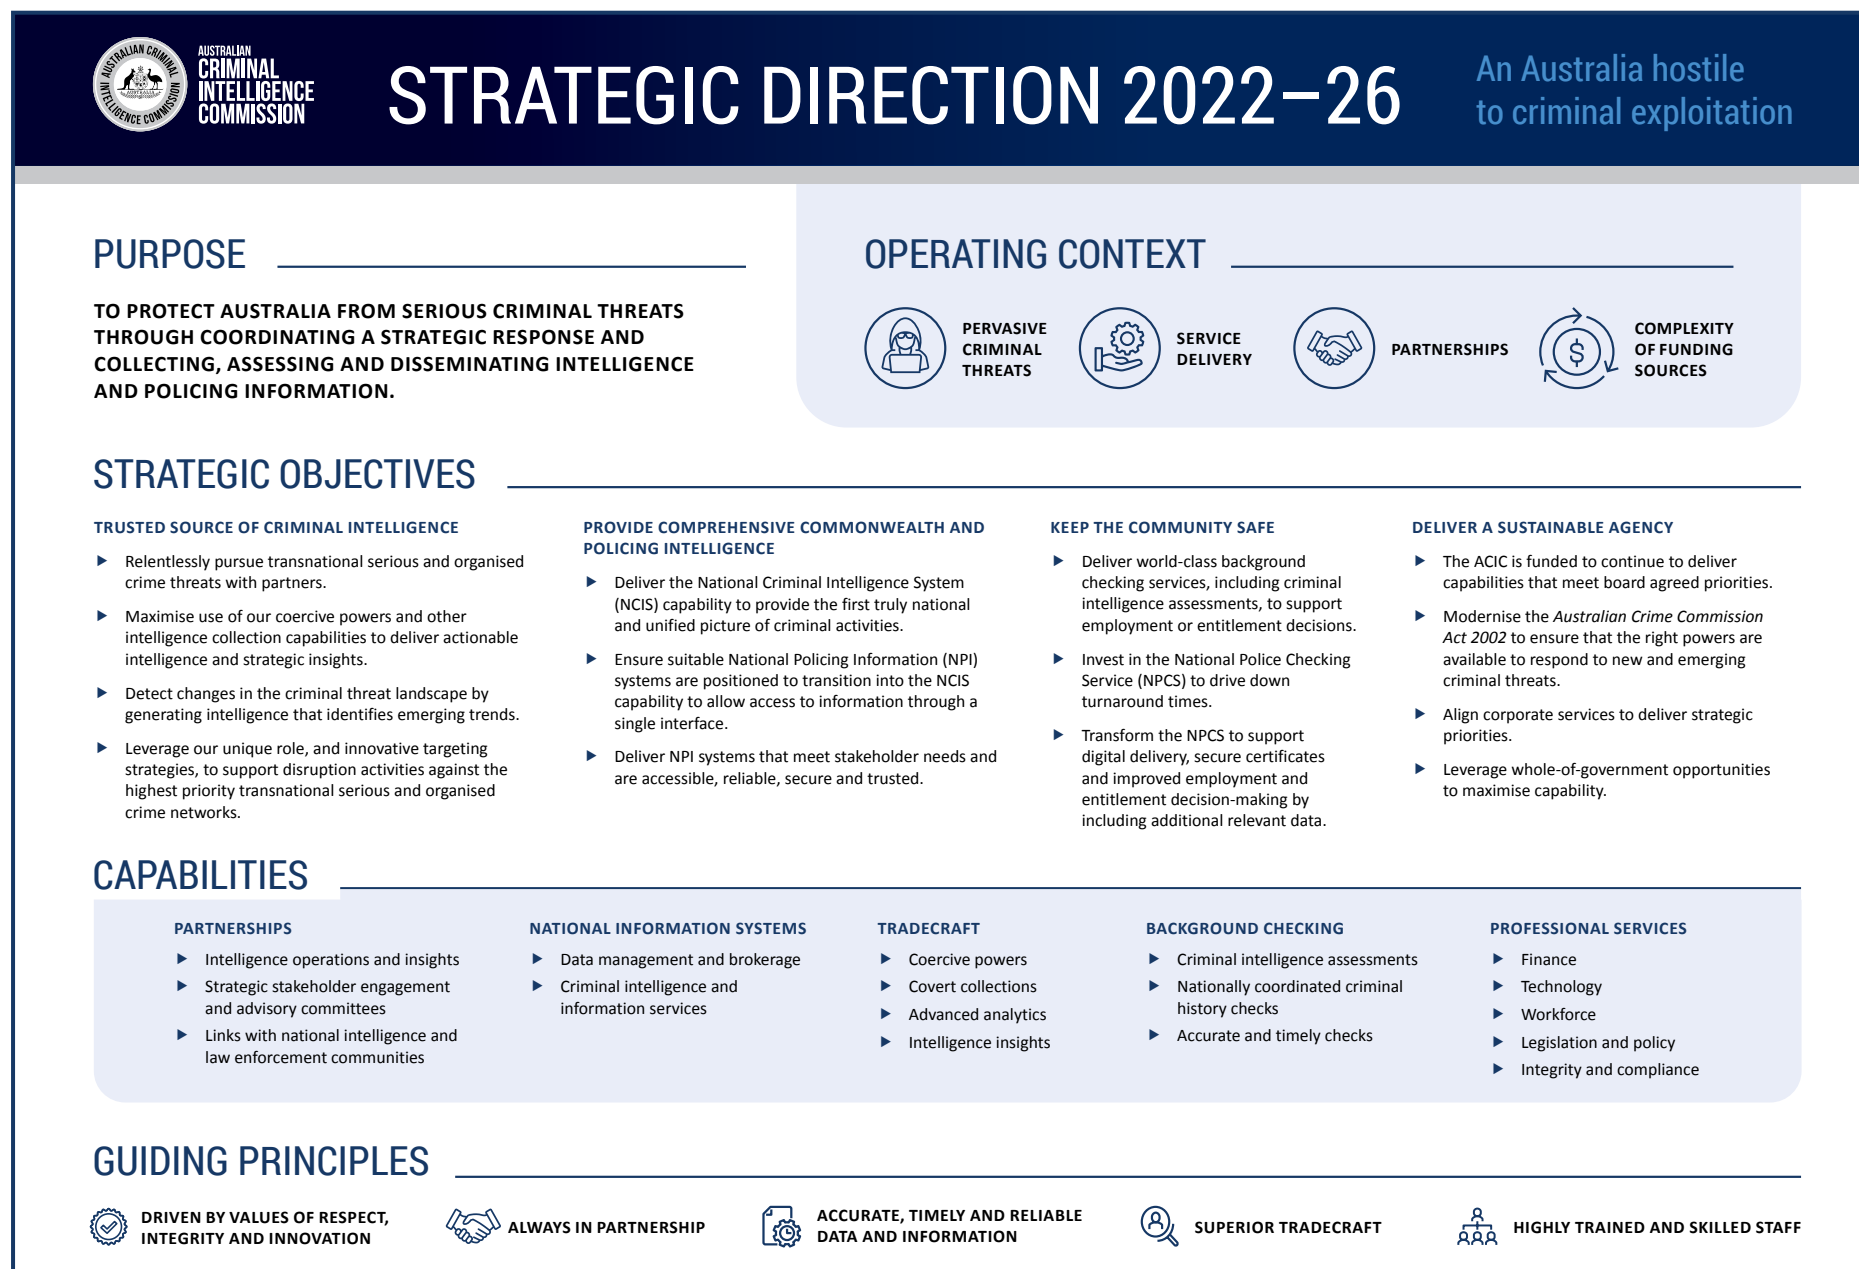 AUSTRALIAN CRIMINAL
INTELLIGENCE COMMISSION
AUSTRALIA
AUSTRALIAN
CRIMINAL
INTELLIGENCE
COMMISSION
STRATEGIC DIRECTION 2022–26
An Australia hostile
to criminal exploitation
PURPOSE
TO PROTECT AUSTRALIA FROM SERIOUS CRIMINAL THREATS
THROUGH COORDINATING A STRATEGIC RESPONSE AND
COLLECTING, ASSESSING AND DISSEMINATING INTELLIGENCE
AND POLICING INFORMATION.
OPERATING CONTEXT
PERVASIVE
CRIMINAL
THREATS
SERVICE
DELIVERY
PARTNERSHIPS
$
COMPLEXITY
OF FUNDING
SOURCES
STRATEGIC OBJECTIVES
TRUSTED SOURCE OF CRIMINAL INTELLIGENCE
Relentlessly pursue transnational serious and organised
crime threats with partners.
Maximise use of our coercive powers and other
intelligence collection capabilities to deliver actionable
intelligence and strategic insights.
Detect changes in the criminal threat landscape by
generating intelligence that identifies emerging trends.
Leverage our unique role, and innovative targeting
strategies, to support disruption activities against the
highest priority transnational serious and organised
crime networks.
PROVIDE COMPREHENSIVE COMMONWEALTH AND
POLICING INTELLIGENCE
Deliver the National Criminal Intelligence System
(NCIS) capability to provide the first truly national
and unified picture of criminal activities.
Ensure suitable National Policing Information (NPI)
systems are positioned to transition into the NCIS
capability to allow access to information through a
single interface.
Deliver NPI systems that meet stakeholder needs and
are accessible, reliable, secure and trusted.
KEEP THE COMMUNITY SAFE
Deliver world-class background
checking services, including criminal
intelligence assessments, to support
employment or entitlement decisions.
Invest in the National Police Checking
Service (NPCS) to drive down
turnaround times.
Transform the NPCS to support
digital delivery, secure certificates
and improved employment and
entitlement decision-making by
including additional relevant data.
DELIVER A SUSTAINABLE AGENCY
The ACIC is funded to continue to deliver
capabilities that meet board agreed priorities.
Modernise the Australian Crime Commission
Act 2002 to ensure that the right powers are
available to respond to new and emerging
criminal threats.
Align corporate services to deliver strategic
priorities.
Leverage whole-of-government opportunities
to maximise capability.
CAPABILITIES
PARTNERSHIPS
Intelligence operations and insights
Strategic stakeholder engagement
and advisory committees
Links with national intelligence and
law enforcement communities
NATIONAL INFORMATION SYSTEMS
Data management and brokerage
Criminal intelligence and
information services
TRADECRAFT
Coercive powers
Covert collections
Advanced analytics
Intelligence insights
BACKGROUND CHECKING
Criminal intelligence assessments
Nationally coordinated criminal
history checks
Accurate and timely checks
PROFESSIONAL SERVICES
Finance
Technology
Workforce
Legislation and policy
Integrity and compliance
GUIDING PRINCIPLES
DRIVEN BY VALUES OF RESPECT,
INTEGRITY AND INNOVATION
ALWAYS IN PARTNERSHIP
ACCURATE, TIMELY AND RELIABLE
DATA AND INFORMATION
SUPERIOR TRADECRAFT
HIGHLY TRAINED AND SKILLED STAFF